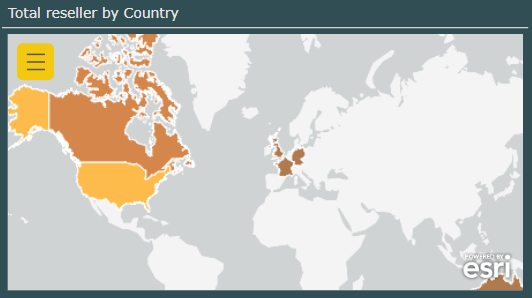 Total reseller by Country
POWERED BY
esri